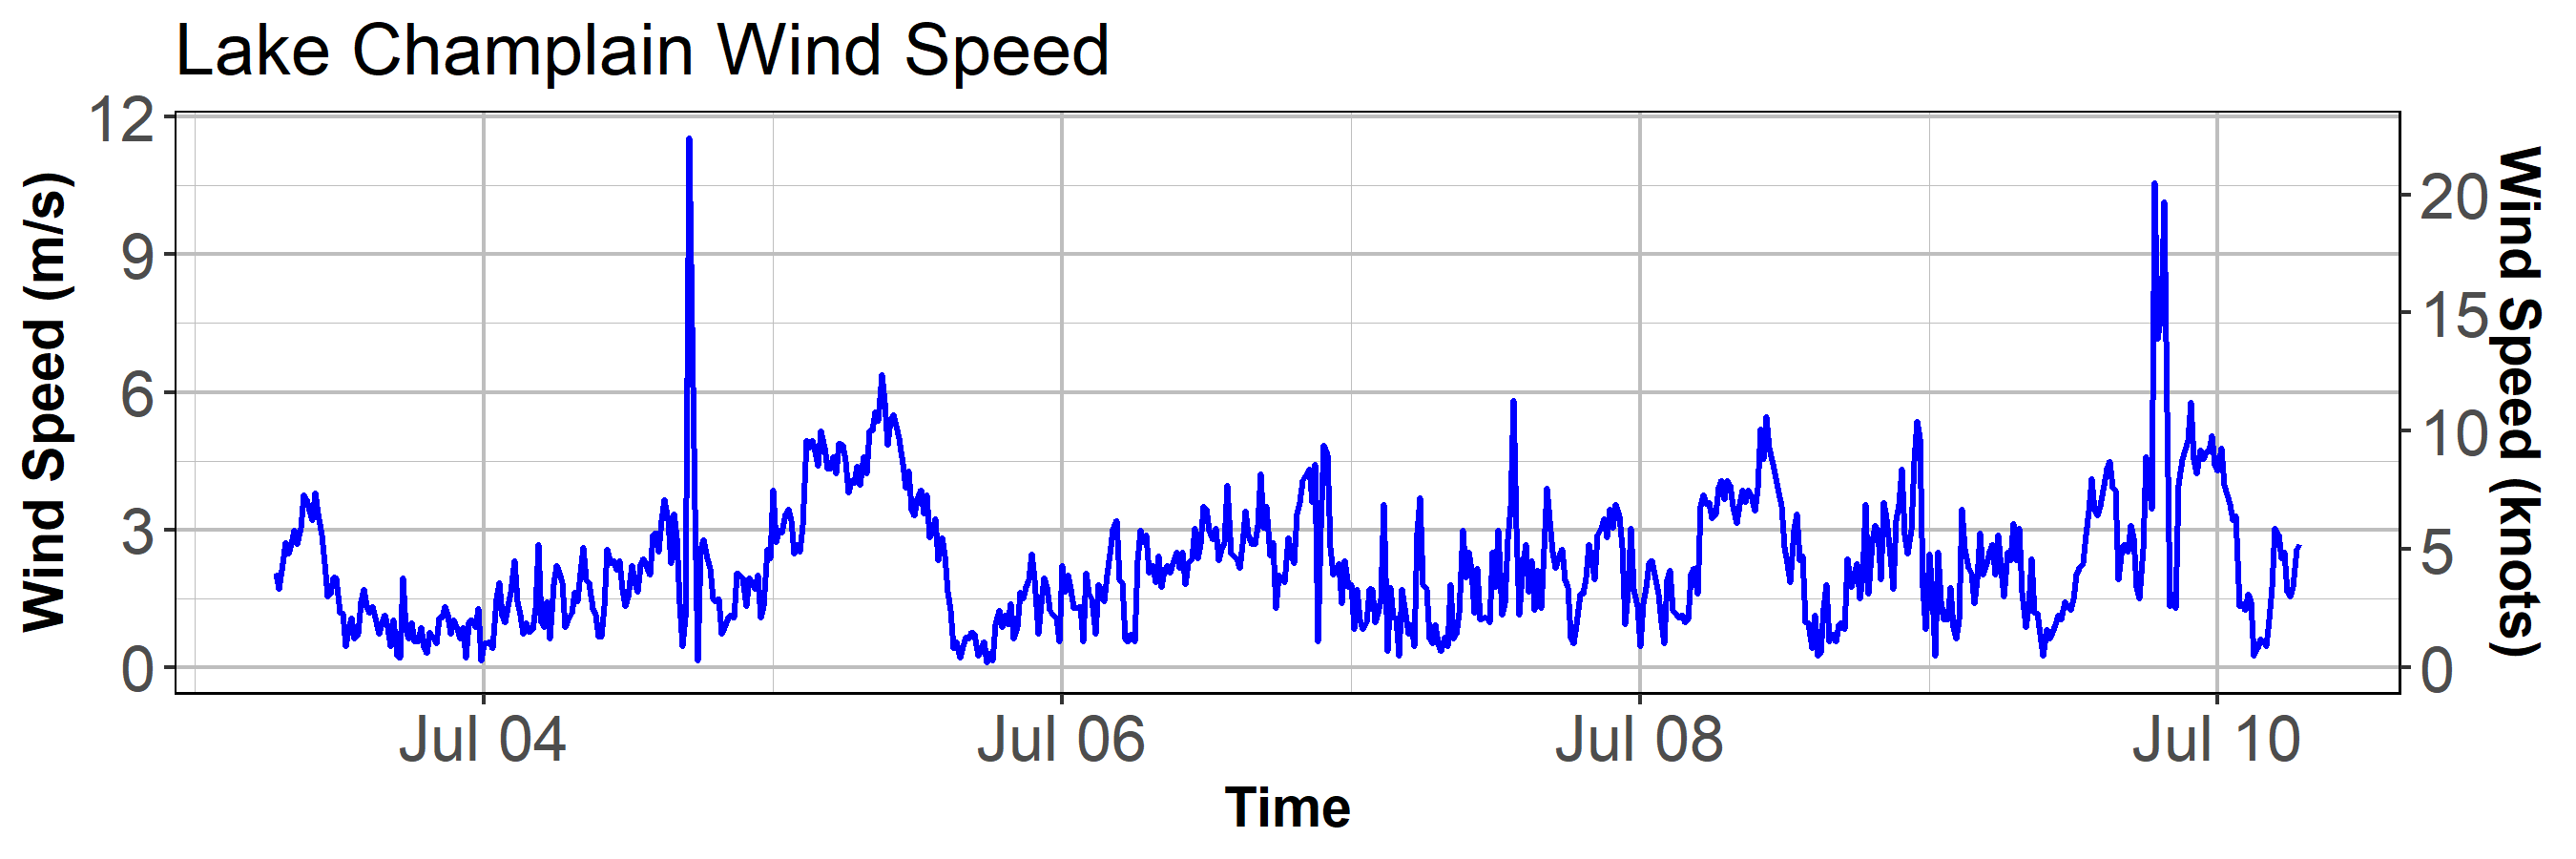 Lake Champlain Wind Speed
12
9
6
3
0
Wind Speed (m/s)
20
15
10
5
0
Wind Speed (knots)
Jul 04
Jul 06
Jul 08
Jul 10
Time